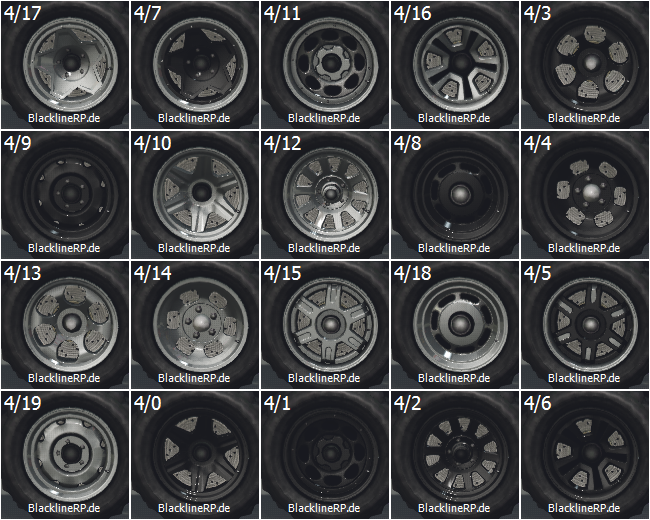 4/17
BlacklineRP.de
4/7
BlacklineRP.de
4/11
BlacklineRP.de
4/16
BlacklineRP.de
4/3
BlacklineRP.de
4/9
BlacklineRP.de
4/10
BlacklineRP.de
4/12
BlacklineRP.de
4/8
BlacklineRP.de
4/4
BlacklineRP.de
4/13
BlacklineRP.de
4/14
BlacklineRP.de
4/15
BlacklineRP.de
4/18
BlacklineRP.de
4/5
BlacklineRP.de
4/19
BlacklineRP.de
4/0
BlacklineRP.de
4/1
BlacklineRP.de
4/2
BlacklineRP.de
4/6
BlacklineRP.de